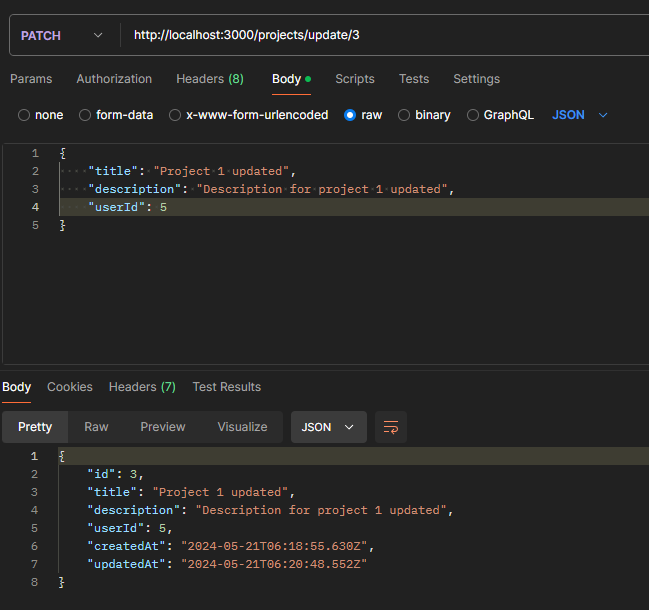 PATCH http://localhost:3000/projects/update/3
Params Authorization Headers (8) Body Scripts Tests Settings
none form-data x-www-form-urlencoded raw binary GraphQL JSON
1 {
2 ····"title": "Project 1 updated",
3 ····"description": "Description for project 1 updated",
4 ····"userId": 5
5 }
Body Cookies Headers (7) Test Results
Pretty Raw Preview Visualize JSON
1 {
2 "id": 3,
3 "title": "Project 1 updated",
4 "description": "Description for project 1 updated",
5 "userId": 5,
6 "createdAt": "2024-05-21T06:18:55.630Z",
7 "updatedAt": "2024-05-21T06:20:48.552Z"
8 }